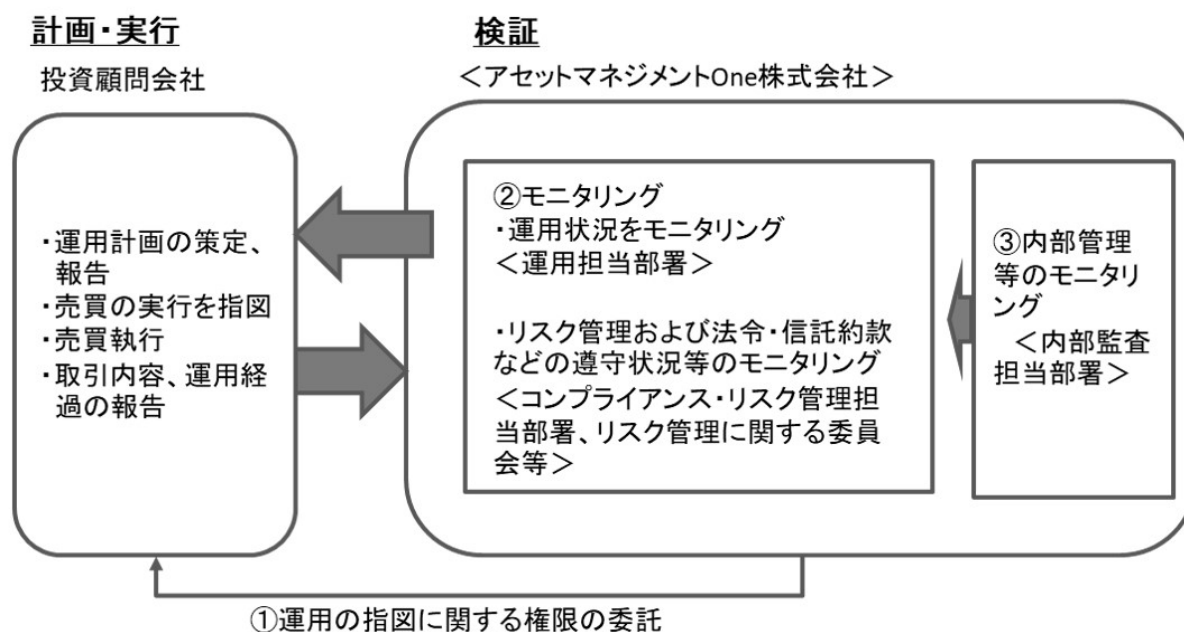 計画・実行
投資顧問会社
・運用計画の策定、
報告
・売買の実行を指図
・売買執行
・取引内容、運用経
過の報告
検証
＜アセットマネジメントOne株式会社＞
②モニタリング
・運用状況をモニタリング
＜運用担当部署＞
・リスク管理および法令・信託約款
などの遵守状況等のモニタリング
＜コンプライアンス・リスク管理担
当部署、リスク管理に関する委員
会等＞
③内部管理
等のモニタリ
ング
＜内部監査
担当部署＞
①運用の指図に関する権限の委託